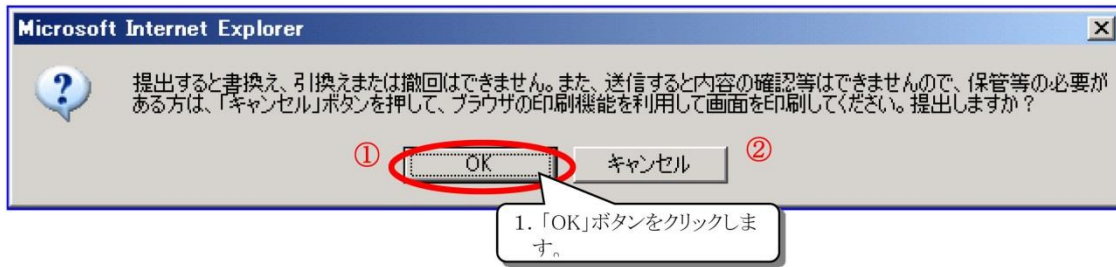 Microsoft Internet Explorer
提出すると書換え、引換えまたは撤回はできません。また、送信すると内容の確認等はできませんので、保管等の必要が
ある方は、「キャンセル」ボタンを押して、ブラウザの印刷機能を利用して画面を印刷してください。提出しますか？
① OK キャンセル ②
1.「OK」ボタンをクリックしま
す。